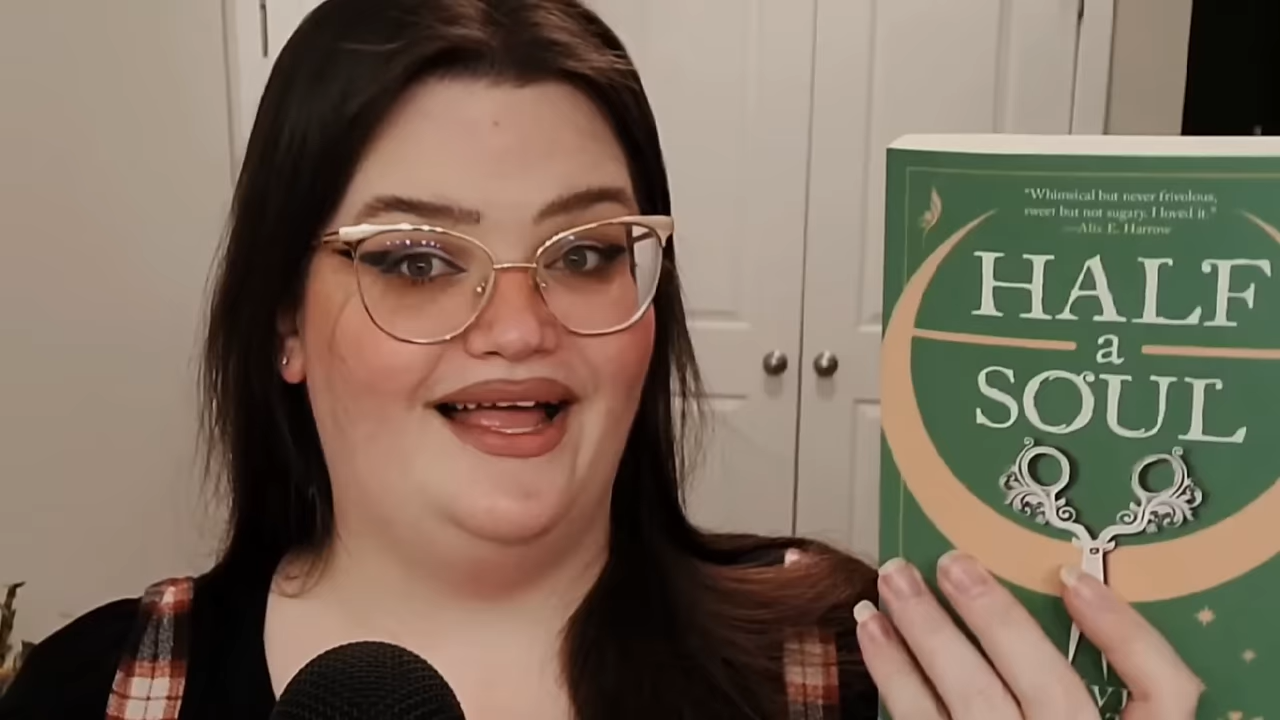 "Whimsical but never frivolous,
sweet but not sugary. I loved it."
—Alix E. Harrow
HALF
a
SOUL